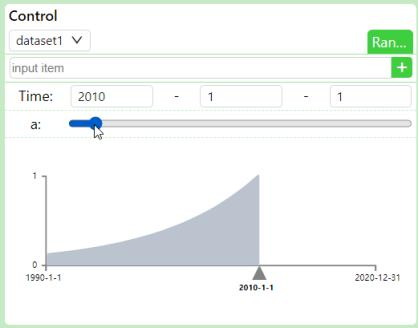 Control
dataset1
Ran...
input item
+
Time: 2010 - 1 - 1
a:
1
0
1990-1-1
2010-1-1
2020-12-31